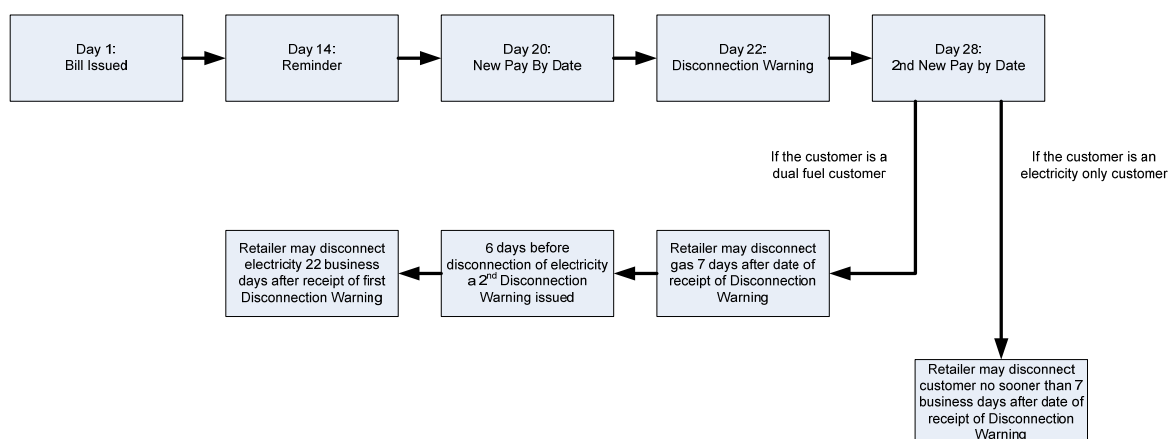 Day 1:
Bill Issued
Day 14:
Reminder
Day 20:
New Pay By Date
Day 22:
Disconnection Warning
Day 28:
2nd New Pay by Date
If the customer is a
dual fuel customer
If the customer is an
electricity only customer
Retailer may disconnect
gas 7 days after date of
receipt of Disconnection
Warning
6 days before
disconnection of electricity
a 2nd Disconnection
Warning issued
Retailer may disconnect
electricity 22 business
days after receipt of first
Disconnection Warning
Retailer may disconnect
customer no sooner than 7
business days after date of
receipt of Disconnection
Warning